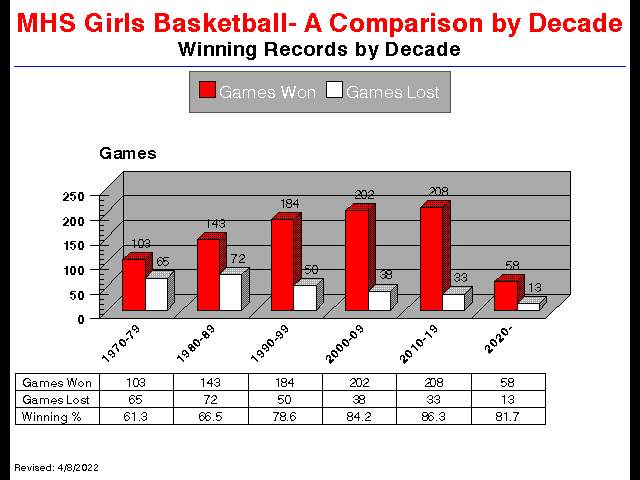 MHS Girls Basketball- A Comparison by Decade
Winning Records by Decade
Games Won Games Lost
Games
250
200
150
100
50
0
103 65 143 72 184 50 202 38 208 33 58 13
1970-79 1980-89 1990-99 2000-09 2010-19 2020-
Games Won 103 143 184 202 208 58
Games Lost 65 72 50 38 33 13
Winning % 61.3 66.5 78.6 84.2 86.3 81.7
Revised: 4/8/2022